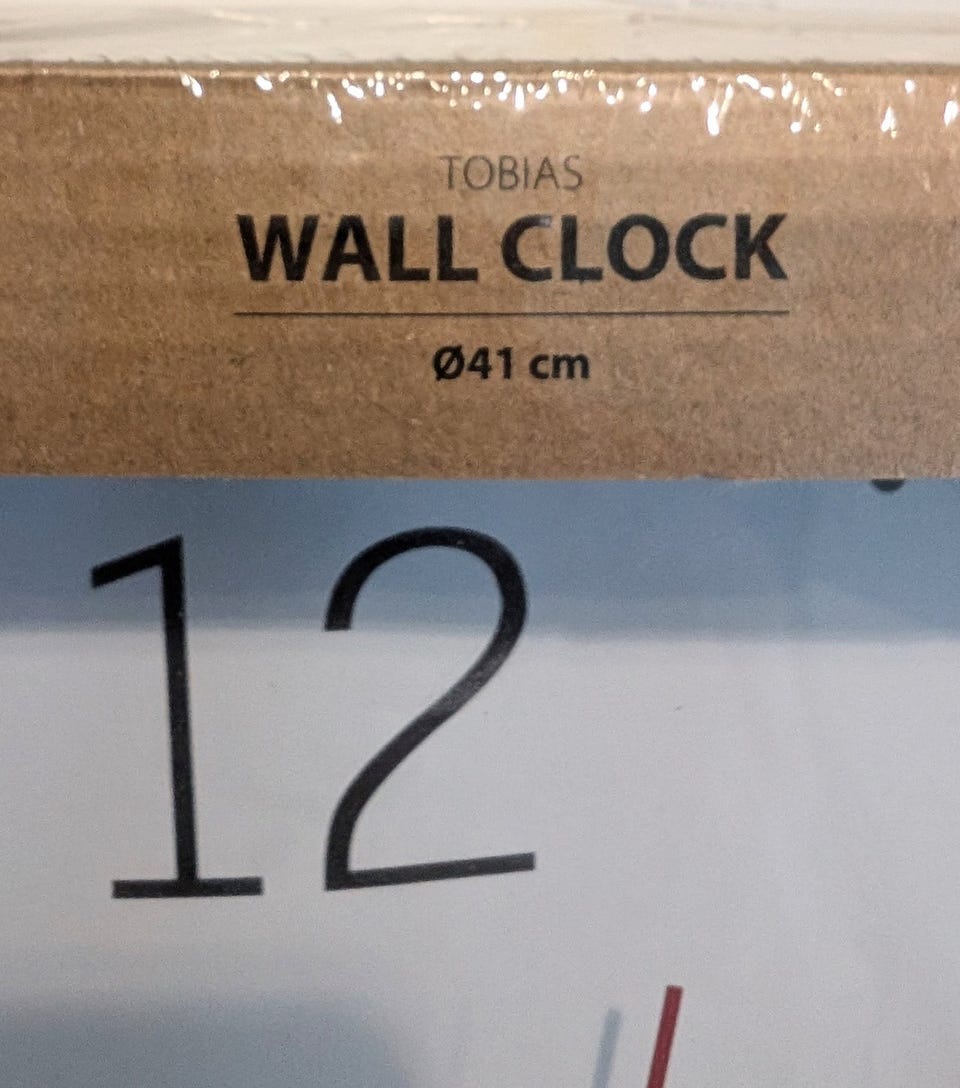 TOBIAS
WALL CLOCK
Ø41 cm
12